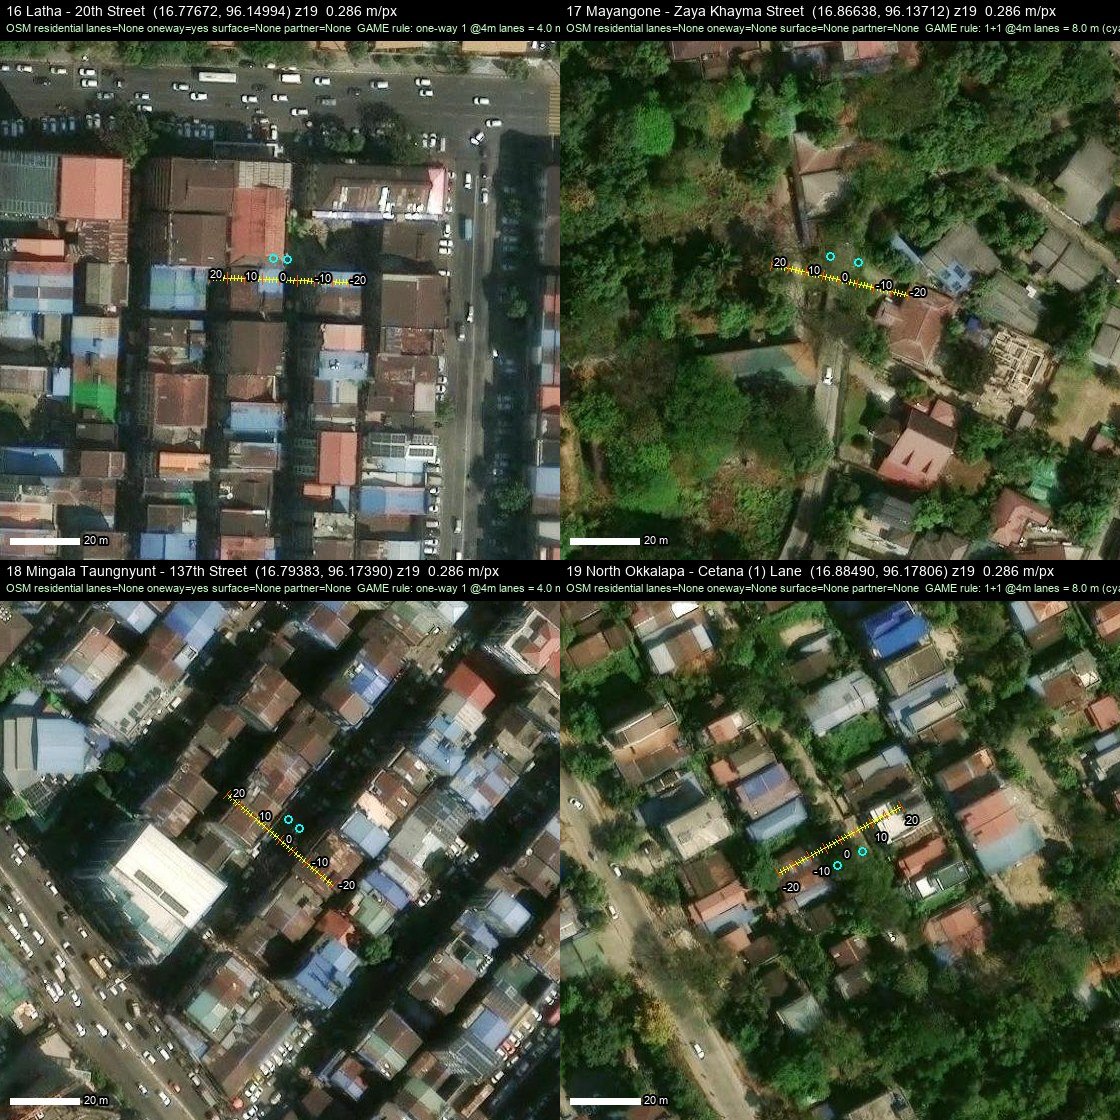 16 Latha - 20th Street (16.77672, 96.14994) z19 0.286 m/px
OSM residential lanes=None oneway=yes surface=None partner=None GAME rule: one-way 1 @4m lanes = 4.0 n
20 10 0 -10 -20
20 m
17 Mayangone - Zaya Khayma Street (16.86638, 96.13712) z19 0.286 m/px
OSM residential lanes=None oneway=None surface=None partner=None GAME rule: 1+1 @4m lanes = 8.0 m (cya
20 10 0 -10 -20
20 m
18 Mingala Taungnyunt - 137th Street (16.79383, 96.17390) z19 0.286 m/px
OSM residential lanes=None oneway=yes surface=None partner=None GAME rule: one-way 1 @4m lanes = 4.0 n
20
10
0
-10
-20
20 m
19 North Okkalapa - Cetana (1) Lane (16.88490, 96.17806) z19 0.286 m/px
OSM residential lanes=None oneway=None surface=None partner=None GAME rule: 1+1 @4m lanes = 8.0 m (cya
20
10
0
-10
-20
20 m